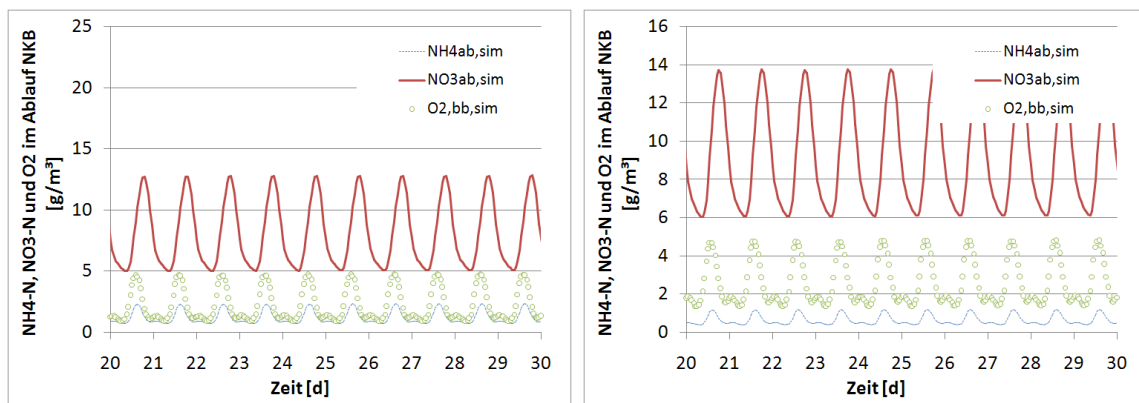 NH4-N, NO3-N und O2 im Ablauf NKB
[g/m³]
25
20
15
10
5
0
NH4ab,sim
NO3ab,sim
O2,bb,sim
20 21 22 23 24 25 26 27 28 29 30
Zeit [d]
NH4-N, NO3-N und O2 im Ablauf NKB
[g/m³]
16
14
12
10
8
6
4
2
0
NH4ab,sim
NO3ab,sim
O2,bb,sim
20 21 22 23 24 25 26 27 28 29 30
Zeit [d]